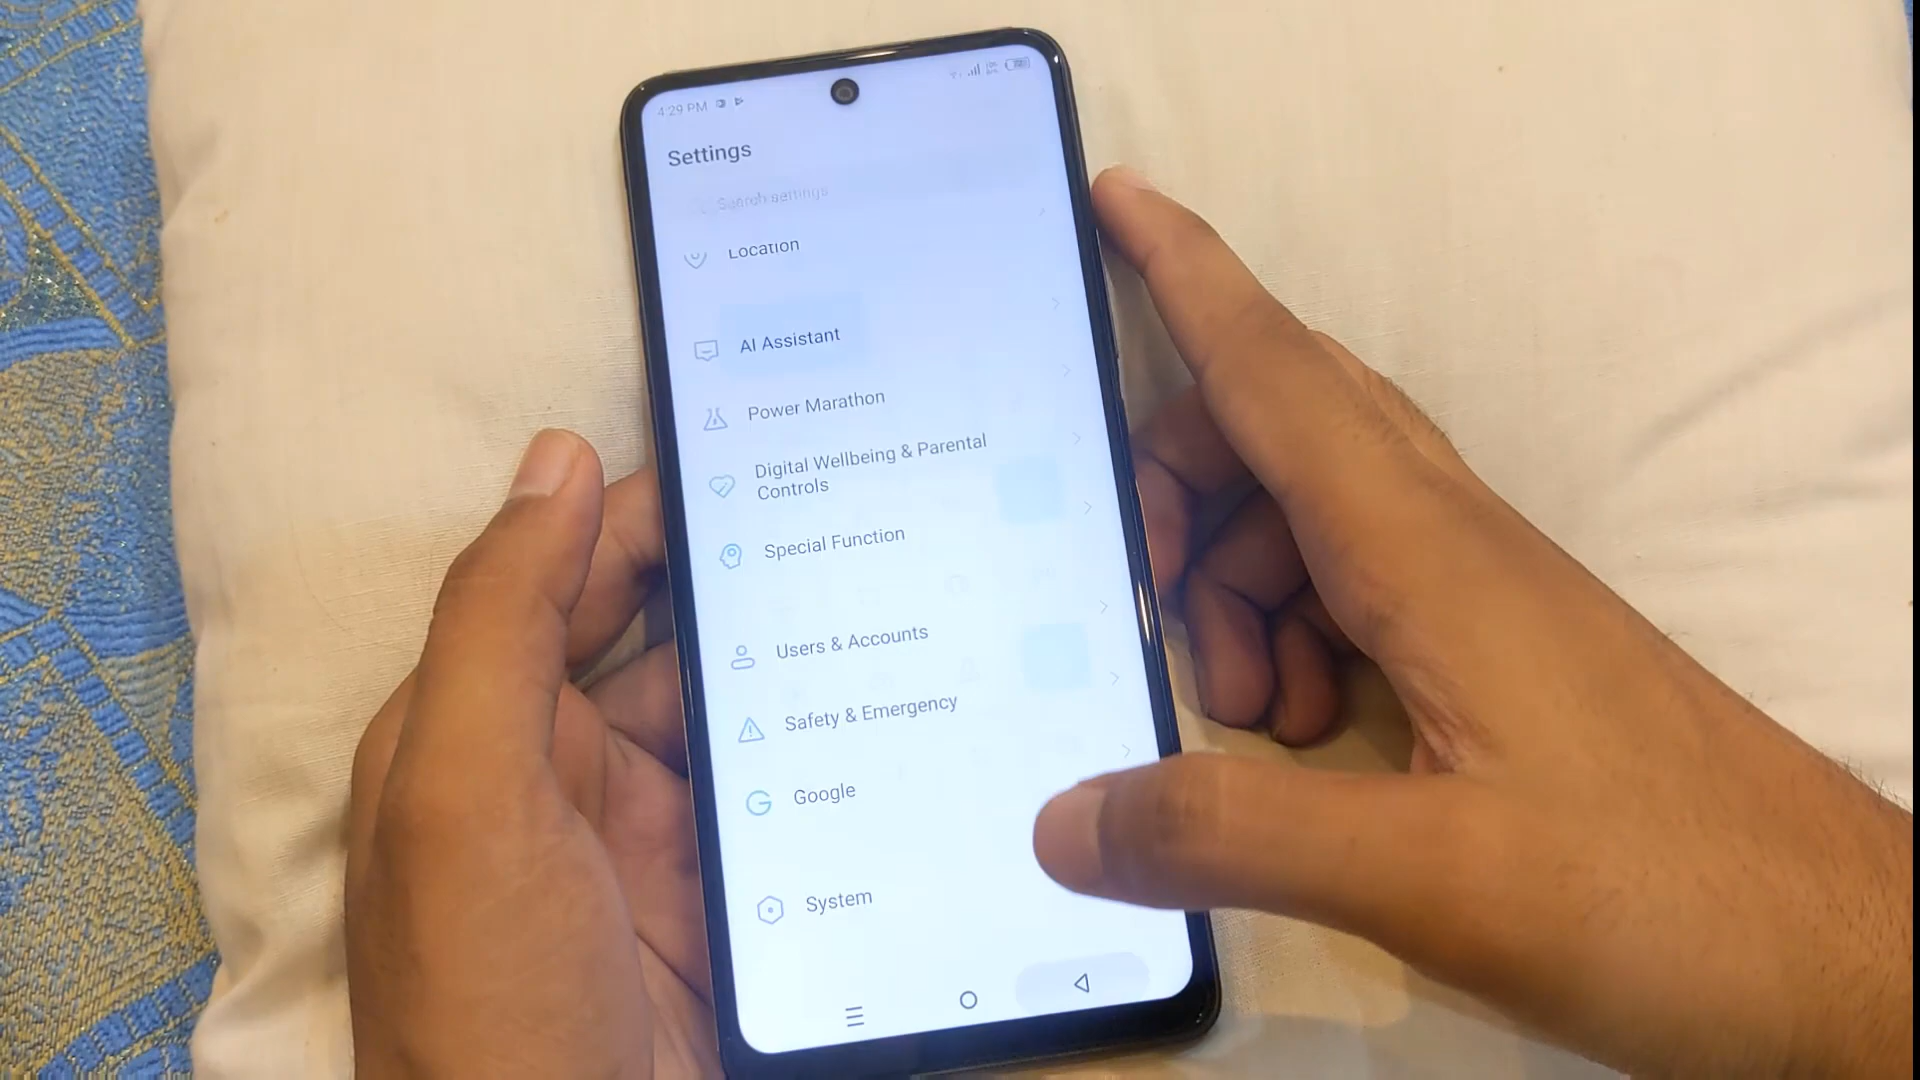 4:29 PM
Settings
Search settings
Location
AI Assistant
Power Marathon
Digital Wellbeing & Parental
Controls
Special Function
Users & Accounts
Safety & Emergency
Google
System